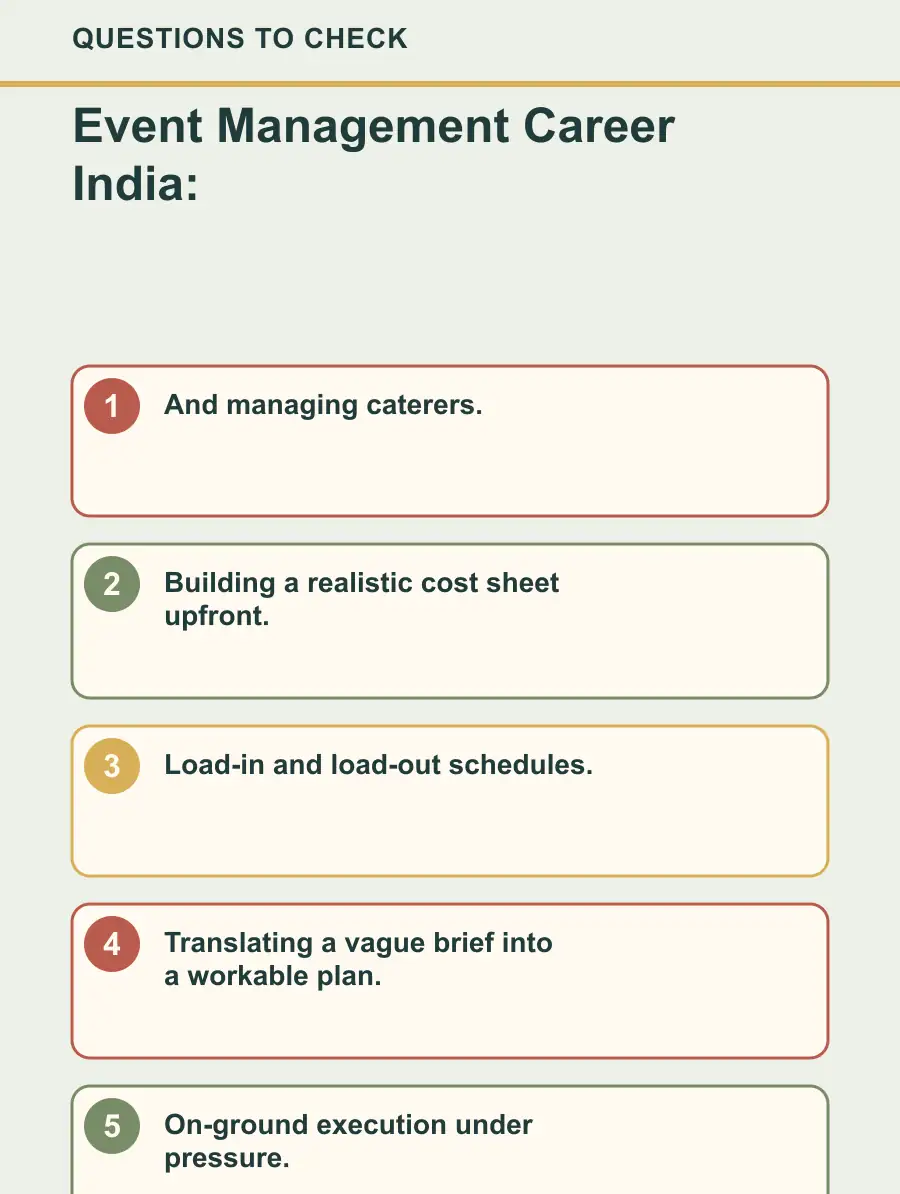 QUESTIONS TO CHECK
Event Management Career
India:
1
And managing caterers.
2
Building a realistic cost sheet
upfront.
3
Load-in and load-out schedules.
4
Translating a vague brief into
a workable plan.
5
On-ground execution under
pressure.